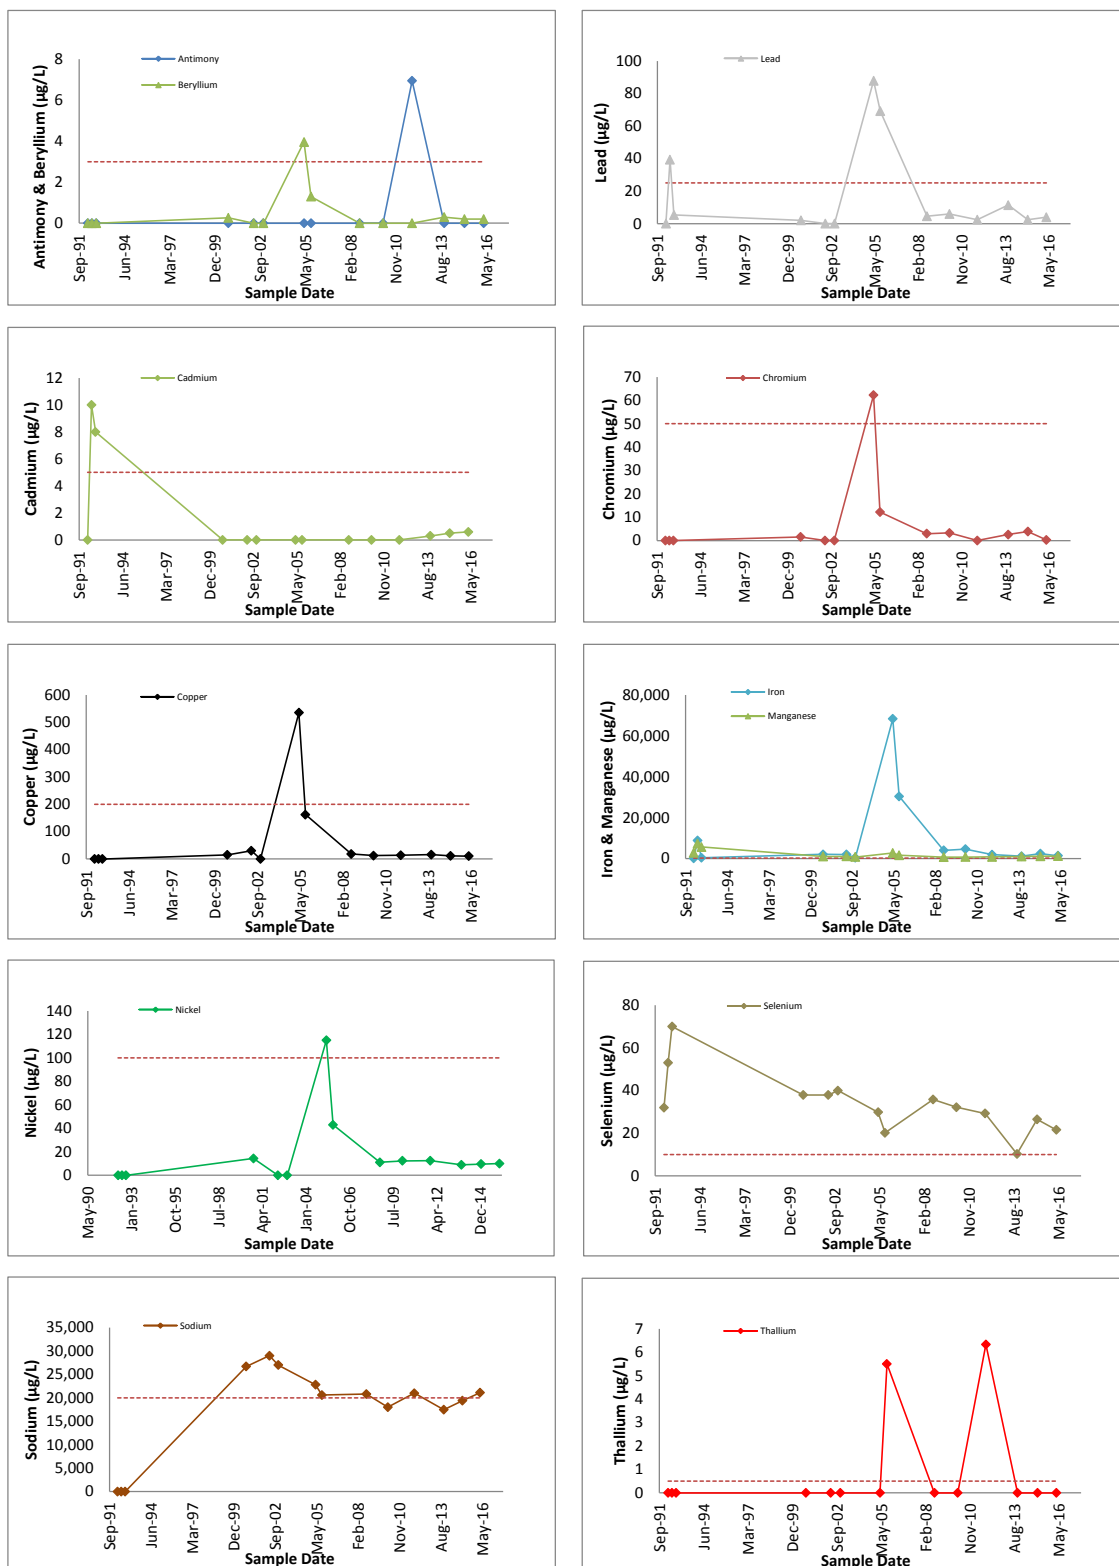 Antimony
Beryllium
Antimony & Beryllium (µg/L)
8
6
4
2
0
Sep-91
Jun-94
Mar-97
Dec-99
Sep-02
May-05
Feb-08
Nov-10
Aug-13
May-16
Sample Date
Lead
Lead (µg/L)
100
80
60
40
20
0
Sep-91
Jun-94
Mar-97
Dec-99
Sep-02
May-05
Feb-08
Nov-10
Aug-13
May-16
Sample Date
Cadmium
Cadmium (µg/L)
12
10
8
6
4
2
0
Sep-91
Jun-94
Mar-97
Dec-99
Sep-02
May-05
Feb-08
Nov-10
Aug-13
May-16
Sample Date
Chromium
Chromium (µg/L)
70
60
50
40
30
20
10
0
Sep-91
Jun-94
Mar-97
Dec-99
Sep-02
May-05
Feb-08
Nov-10
Aug-13
May-16
Sample Date
Copper
Copper (µg/L)
600
500
400
300
200
100
0
Sep-91
Jun-94
Mar-97
Dec-99
Sep-02
May-05
Feb-08
Nov-10
Aug-13
May-16
Sample Date
Iron
Manganese
Iron & Manganese (µg/L)
80,000
60,000
40,000
20,000
0
Sep-91
Jun-94
Mar-97
Dec-99
Sep-02
May-05
Feb-08
Nov-10
Aug-13
May-16
Sample Date
Nickel
Nickel (µg/L)
140
120
100
80
60
40
20
0
May-90
Jan-93
Oct-95
Jul-98
Apr-01
Jan-04
Oct-06
Jul-09
Apr-12
Dec-14
Sample Date
Selenium
Selenium (µg/L)
80
60
40
20
0
Sep-91
Jun-94
Mar-97
Dec-99
Sep-02
May-05
Feb-08
Nov-10
Aug-13
May-16
Sample Date
Sodium
Sodium (µg/L)
35,000
30,000
25,000
20,000
15,000
10,000
5,000
0
Sep-91
Jun-94
Mar-97
Dec-99
Sep-02
May-05
Feb-08
Nov-10
Aug-13
May-16
Sample Date
Thallium
Thallium (µg/L)
7
6
5
4
3
2
1
0
Sep-91
Jun-94
Mar-97
Dec-99
Sep-02
May-05
Feb-08
Nov-10
Aug-13
May-16
Sample Date